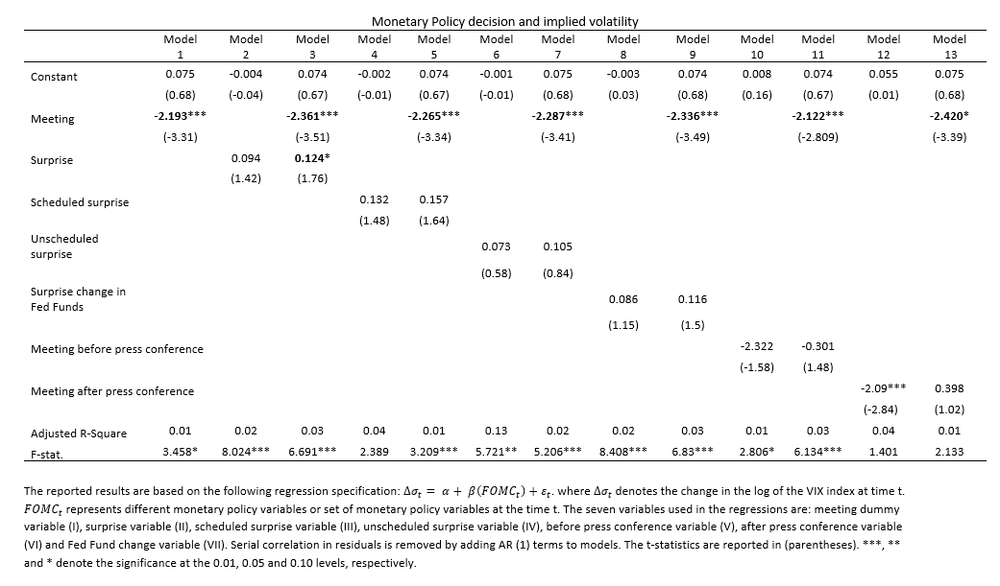 Monetary Policy decision and implied volatility
Model 1 Model 2 Model 3 Model 4 Model 5 Model 6 Model 7 Model 8 Model 9 Model 10 Model 11 Model 12 Model 13
Constant 0.075 -0.004 0.074 -0.002 0.074 -0.001 0.075 -0.003 0.074 0.008 0.074 0.055 0.075
(0.68) (-0.04) (0.67) (-0.01) (0.67) (-0.01) (0.68) (0.03) (0.68) (0.16) (0.67) (0.01) (0.68)
Meeting -2.193*** -2.361*** -2.265*** -2.287*** -2.336*** -2.122*** -2.420*
(-3.31) (-3.51) (-3.34) (-3.41) (-3.49) (-2.809) (-3.39)
Surprise 0.094 0.124*
(1.42) (1.76)
Scheduled surprise 0.132 0.157
(1.48) (1.64)
Unscheduled
surprise 0.073 0.105
(0.58) (0.84)
Surprise change in
Fed Funds 0.086 0.116
(1.15) (1.5)
Meeting before press conference -2.322 -0.301
(-1.58) (1.48)
Meeting after press conference -2.09*** 0.398
(-2.84) (1.02)
Adjusted R-Square 0.01 0.02 0.03 0.04 0.01 0.13 0.02 0.02 0.03 0.01 0.03 0.04 0.01
F-stat. 3.458* 8.024*** 6.691*** 2.389 3.209*** 5.721** 5.206*** 8.408*** 6.83*** 2.806* 6.134*** 1.401 2.133
The reported results are based on the following regression specification: Δσₜ = α + β(FOMCₜ) + εₜ. where Δσₜ denotes the change in the log of the VIX index at time t.
FOMCₜ represents different monetary policy variables or set of monetary policy variables at the time t. The seven variables used in the regressions are: meeting dummy
variable (I), surprise variable (II), scheduled surprise variable (III), unscheduled surprise variable (IV), before press conference variable (V), after press conference variable
(VI) and Fed Fund change variable (VII). Serial correlation in residuals is removed by adding AR (1) terms to models. The t-statistics are reported in (parentheses). ***, **
and * denote the significance at the 0.01, 0.05 and 0.10 levels, respectively.